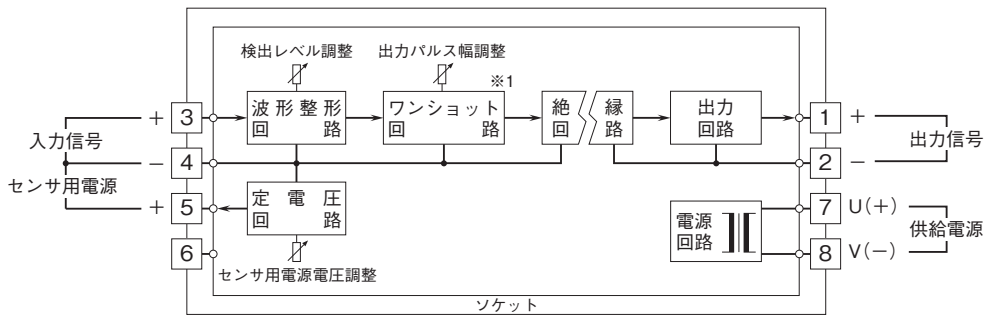 検出レベル調整
出力パルス幅調整
※1
波形整形
回路
ワンショット
回路
絶縁
回路
出力
回路
+ 3
入力信号
− 4
センサ用電源
+ 5
6
定電圧
回路
センサ用電源電圧調整
電源
回路
1 +
出力信号
2 −
7 U(+)
供給電源
8 V(−)
ソケット